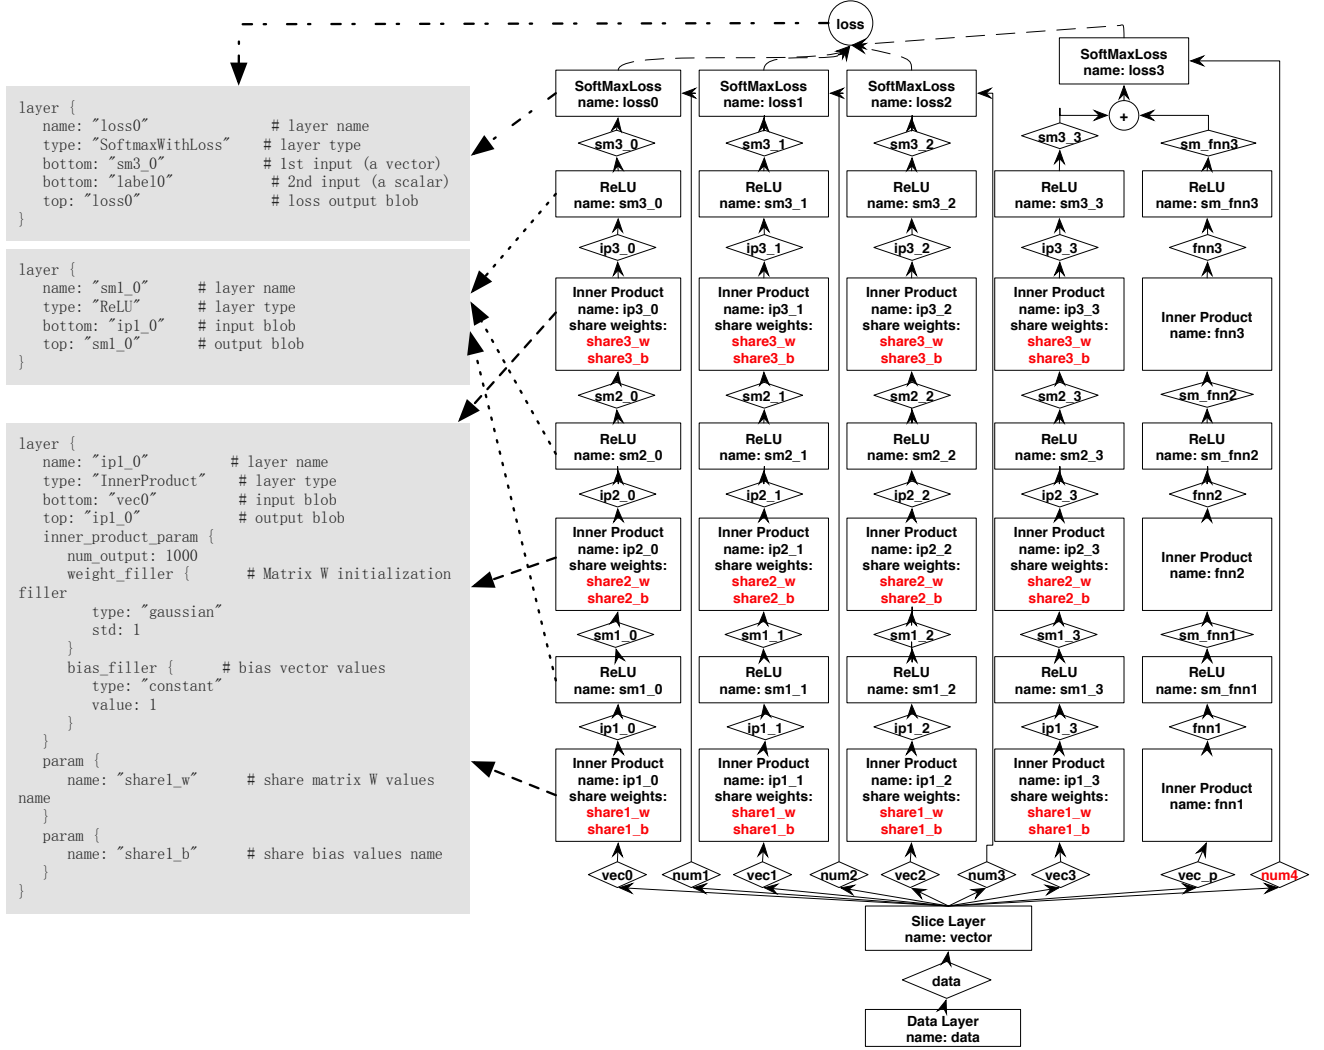 loss
SoftMaxLoss
name: loss3
SoftMaxLoss
name: loss0
SoftMaxLoss
name: loss1
SoftMaxLoss
name: loss2
+
sm3_0
sm3_1
sm3_2
sm3_3
sm_fnn3
ReLU
name: sm3_0
ReLU
name: sm3_1
ReLU
name: sm3_2
ReLU
name: sm3_3
ReLU
name: sm_fnn3
ip3_0
ip3_1
ip3_2
ip3_3
fnn3
Inner Product
name: ip3_0
share weights:
share3_w
share3_b
Inner Product
name: ip3_1
share weights:
share3_w
share3_b
Inner Product
name: ip3_2
share weights:
share3_w
share3_b
Inner Product
name: ip3_3
share weights:
share3_w
share3_b
Inner Product
name: fnn3
sm2_0
sm2_1
sm2_2
sm2_3
sm_fnn2
ReLU
name: sm2_0
ReLU
name: sm2_1
ReLU
name: sm2_2
ReLU
name: sm2_3
ReLU
name: sm_fnn2
ip2_0
ip2_1
ip2_2
ip2_3
fnn2
Inner Product
name: ip2_0
share weights:
share2_w
share2_b
Inner Product
name: ip2_1
share weights:
share2_w
share2_b
Inner Product
name: ip2_2
share weights:
share2_w
share2_b
Inner Product
name: ip2_3
share weights:
share2_w
share2_b
Inner Product
name: fnn2
sm1_0
sm1_1
sm1_2
sm1_3
sm_fnn1
ReLU
name: sm1_0
ReLU
name: sm1_1
ReLU
name: sm1_2
ReLU
name: sm1_3
ReLU
name: sm_fnn1
ip1_0
ip1_1
ip1_2
ip1_3
fnn1
Inner Product
name: ip1_0
share weights:
share1_w
share1_b
Inner Product
name: ip1_1
share weights:
share1_w
share1_b
Inner Product
name: ip1_2
share weights:
share1_w
share1_b
Inner Product
name: ip1_3
share weights:
share1_w
share1_b
Inner Product
name: fnn1
vec0
num1
vec1
num2
vec2
num3
vec3
vec_p
num4
Slice Layer
name: vector
data
Data Layer
name: data
layer {
name: "loss0" # layer name
type: "SoftmaxWithLoss" # layer type
bottom: "sm3_0" # 1st input (a vector)
bottom: "label0" # 2nd input (a scalar)
top: "loss0" # loss output blob
}
layer {
name: "sm1_0" # layer name
type: "ReLU" # layer type
bottom: "ip1_0" # input blob
top: "sm1_0" # output blob
}
layer {
name: "ip1_0" # layer name
type: "InnerProduct" # layer type
bottom: "vec0" # input blob
top: "ip1_0" # output blob
inner_product_param {
num_output: 1000
weight_filler { # Matrix W initialization
filler
type: "gaussian"
std: 1
}
bias_filler { # bias vector values
type: "constant"
value: 1
}
}
param {
name: "share1_w" # share matrix W values
name
}
param {
name: "share1_b" # share bias values name
}
}